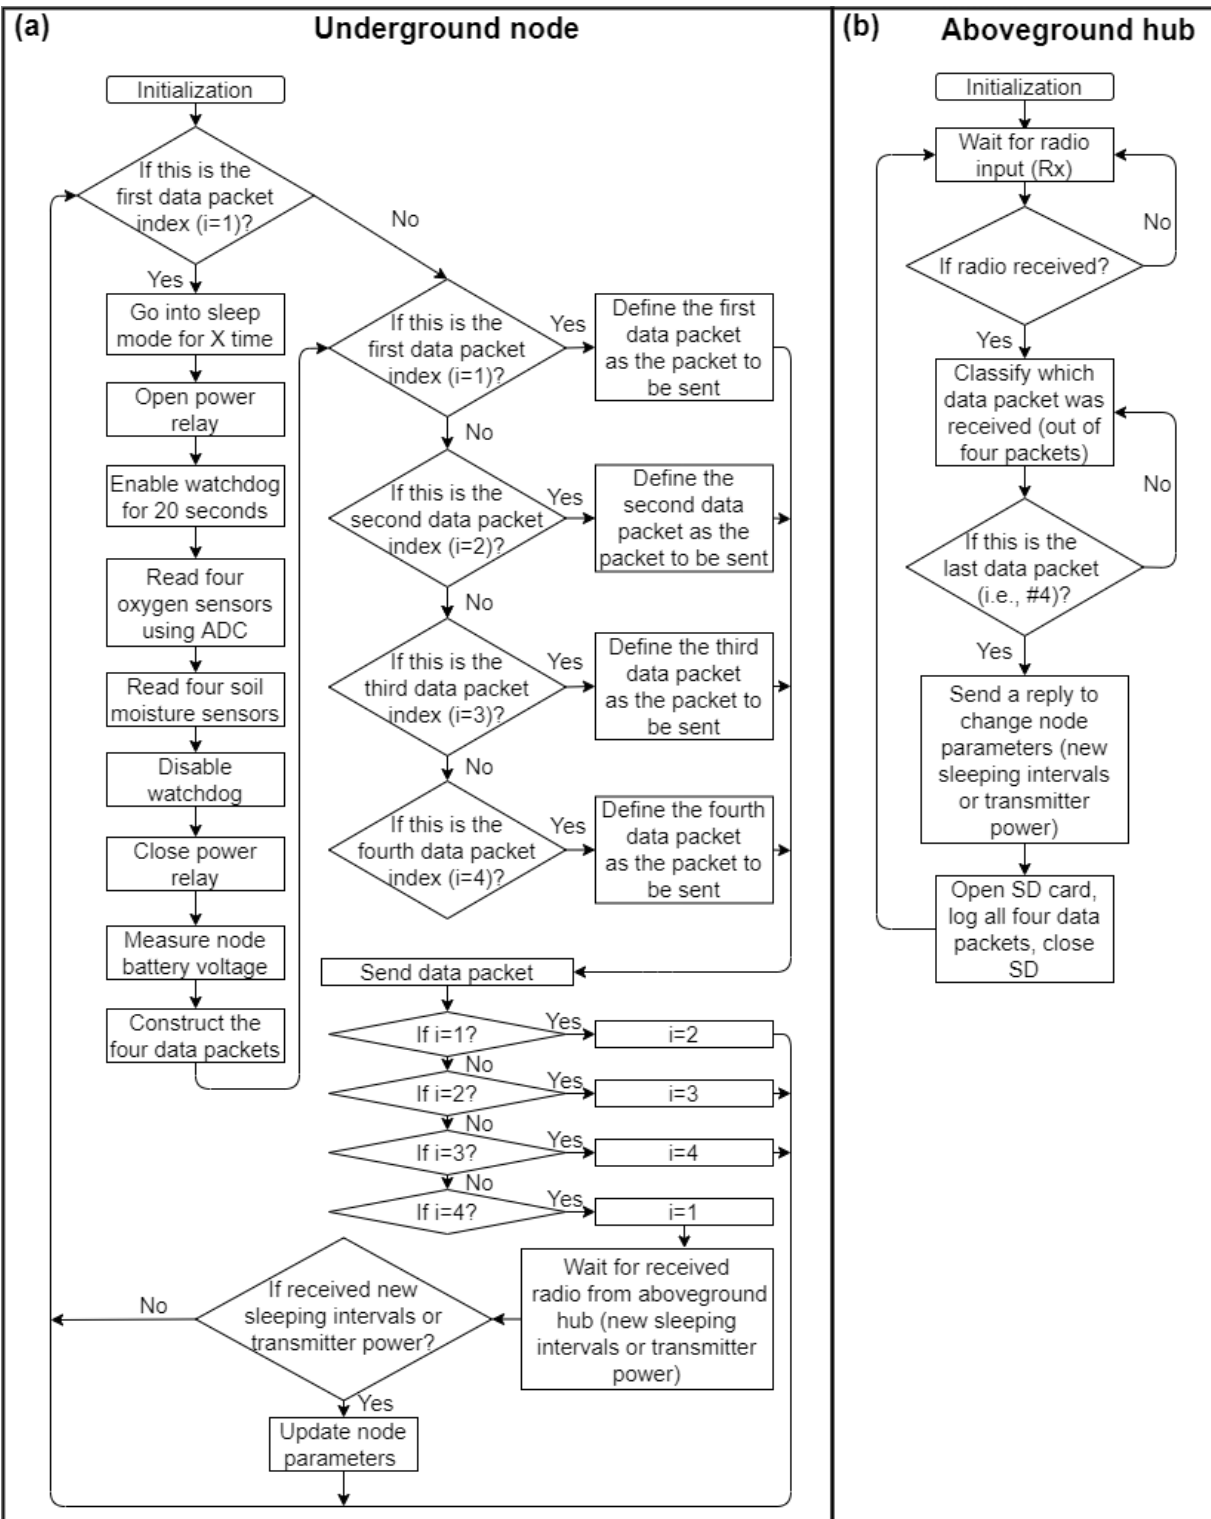 (a)
Underground node
Initialization
If this is the
first data packet
index (i=1)?
No
Yes
Go into sleep
mode for X time
Open power
relay
Enable watchdog
for 20 seconds
Read four
oxygen sensors
using ADC
Read four soil
moisture sensors
Disable
watchdog
Close power
relay
Measure node
battery voltage
Construct the
four data packets
If this is the
first data packet
index (i=1)?
Yes
Define the first
data packet
as the packet to
be sent
No
If this is the
second data packet
index (i=2)?
Yes
Define the
second data
packet as the
packet to be sent
No
If this is the
third data packet
index (i=3)?
Yes
Define the third
data packet
as the packet to
be sent
No
If this is the
fourth data packet
index (i=4)?
Yes
Define the fourth
data packet
as the packet to
be sent
Send data packet
If i=1?
Yes
i=2
No
If i=2?
Yes
i=3
No
If i=3?
Yes
i=4
No
If i=4?
Yes
i=1
Wait for received
radio from aboveground
hub (new sleeping
intervals or transmitter
power)
If received new
sleeping intervals or
transmitter power?
No
Yes
Update node
parameters
(b)
Aboveground hub
Initialization
Wait for radio
input (Rx)
No
If radio received?
Yes
Classify which
data packet was
received (out of
four packets)
No
If this is the
last data packet
(i.e., #4)?
Yes
Send a reply to
change node
parameters (new
sleeping intervals
or transmitter
power)
Open SD card,
log all four data
packets, close
SD